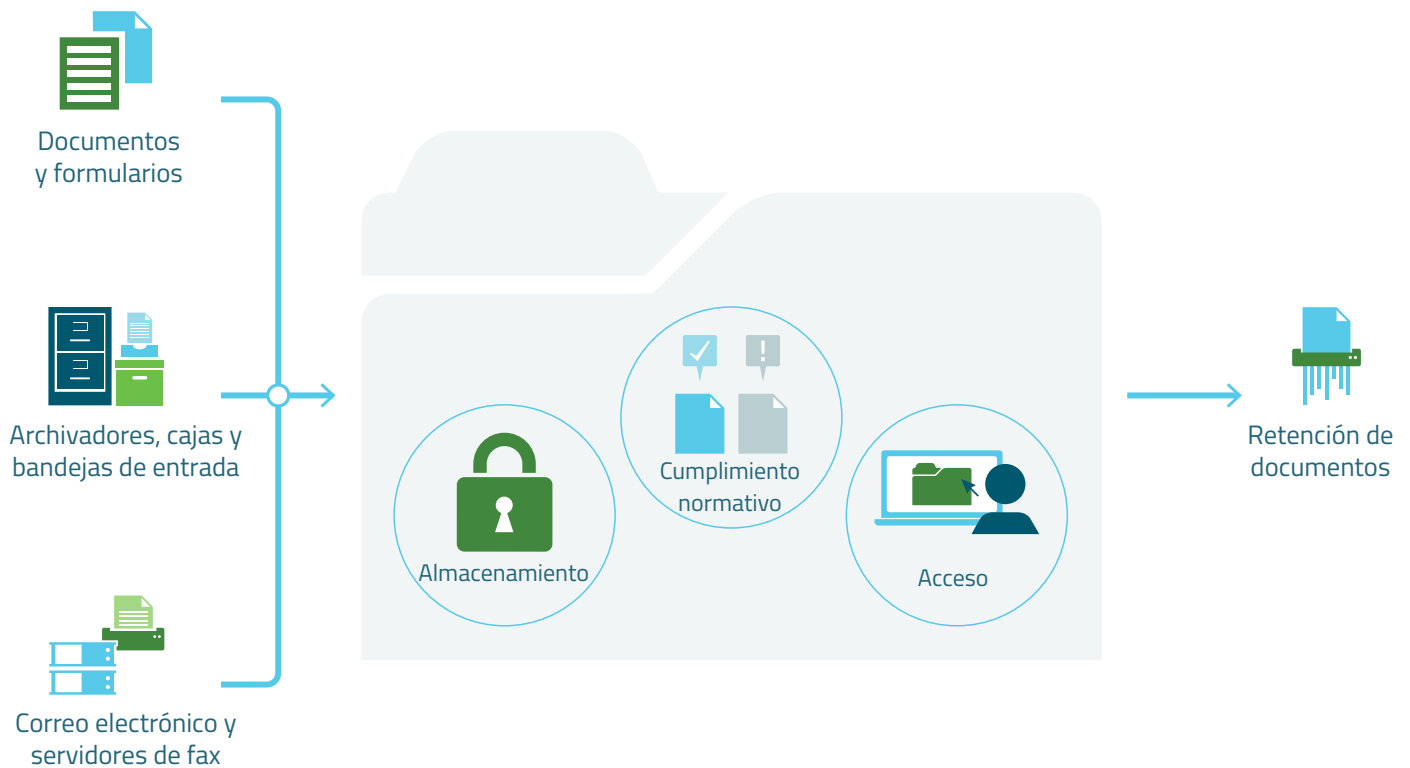 Documentos
y formularios
Archivadores, cajas y
bandejas de entrada
Correo electrónico y
servidores de fax
Almacenamiento
Cumplimiento
normativo
Acceso
Retención de
documentos